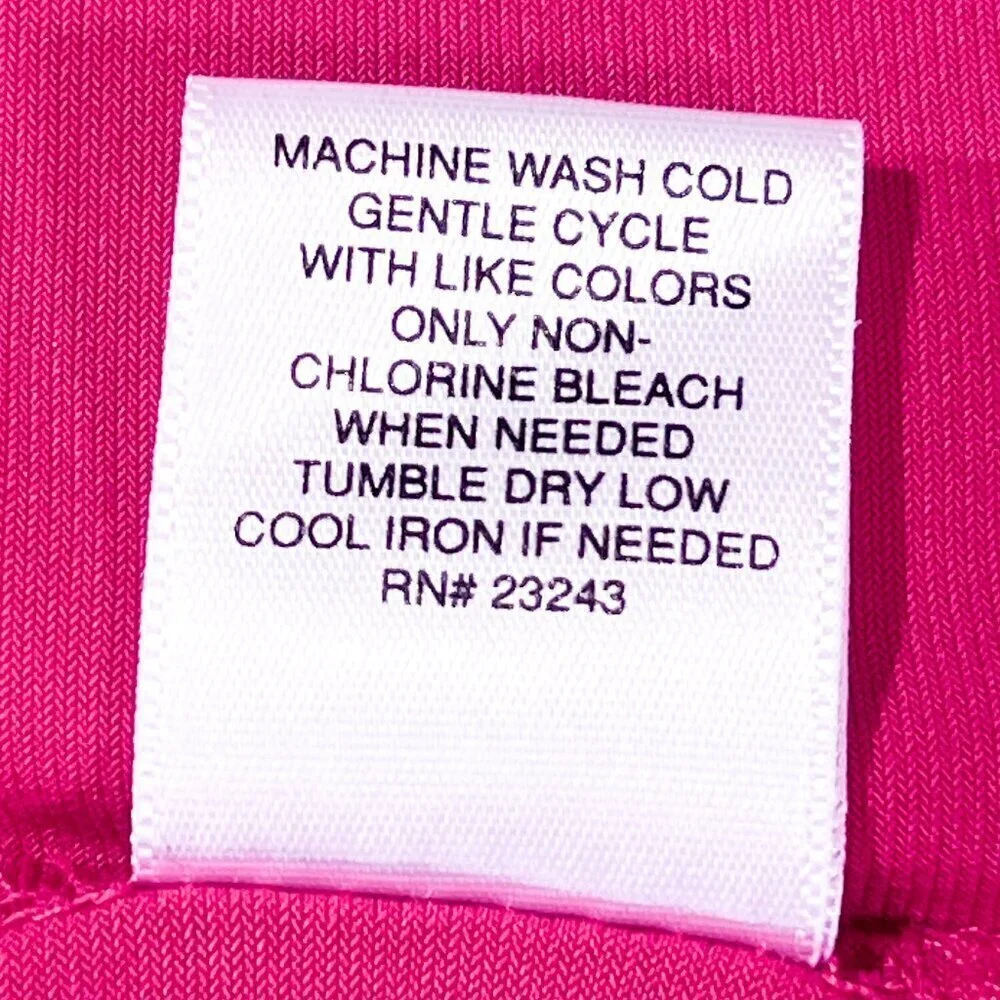 MACHINE WASH COLD
GENTLE CYCLE
WITH LIKE COLORS
ONLY NON-
CHLORINE BLEACH
WHEN NEEDED
TUMBLE DRY LOW
COOL IRON IF NEEDED
RN# 23243